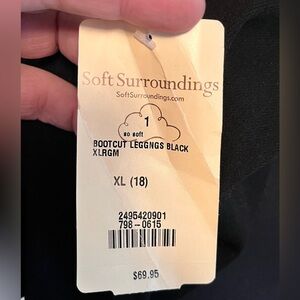 Soft Surroundings
SoftSurroundings.com
1
so soft
BOOTCUT LEGGNGS BLACK
XLRGM
XL (18)
2495420901
798-0615
$69.95